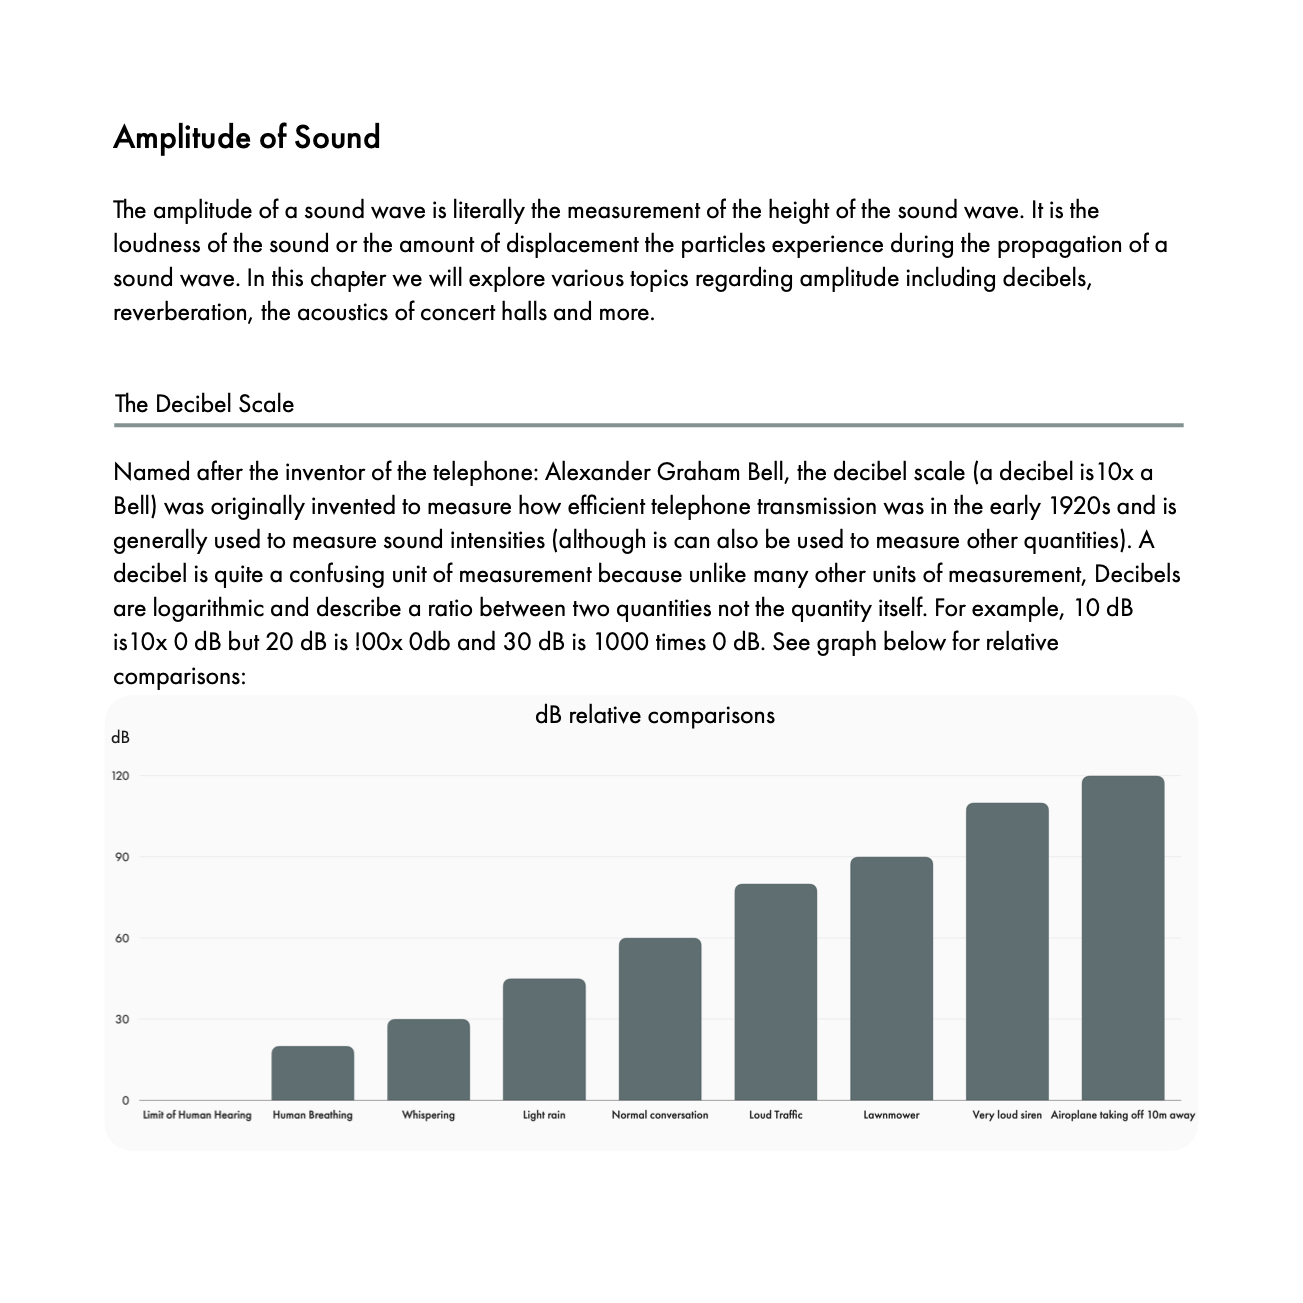 Amplitude of Sound
The amplitude of a sound wave is literally the measurement of the height of the sound wave. It is the
loudness of the sound or the amount of displacement the particles experience during the propagation of a
sound wave. In this chapter we will explore various topics regarding amplitude including decibels,
reverberation, the acoustics of concert halls and more.
The Decibel Scale
Named after the inventor of the telephone: Alexander Graham Bell, the decibel scale (a decibel is10x a
Bell) was originally invented to measure how efficient telephone transmission was in the early 1920s and is
generally used to measure sound intensities (although is can also be used to measure other quantities). A
decibel is quite a confusing unit of measurement because unlike many other units of measurement, Decibels
are logarithmic and describe a ratio between two quantities not the quantity itself. For example, 10 dB
is10x 0 dB but 20 dB is !00x 0db and 30 dB is 1000 times 0 dB. See graph below for relative
comparisons:
dB relative comparisons
dB
120
90
60
30
0
Limit of Human Hearing Human Breathing Whispering Light rain Normal conversation Loud Traffic Lawnmower Very loud siren Airoplane taking off 10m away